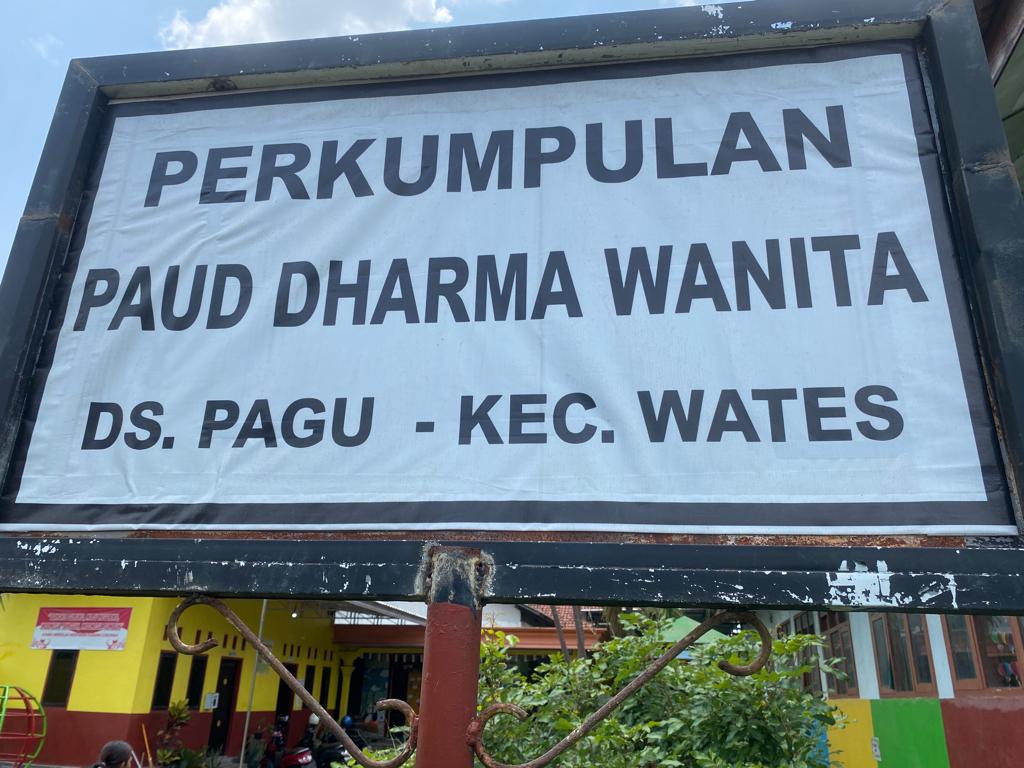 PERKUMPULAN
PAUD DHARMA WANITA
DS. PAGU - KEC. WATES